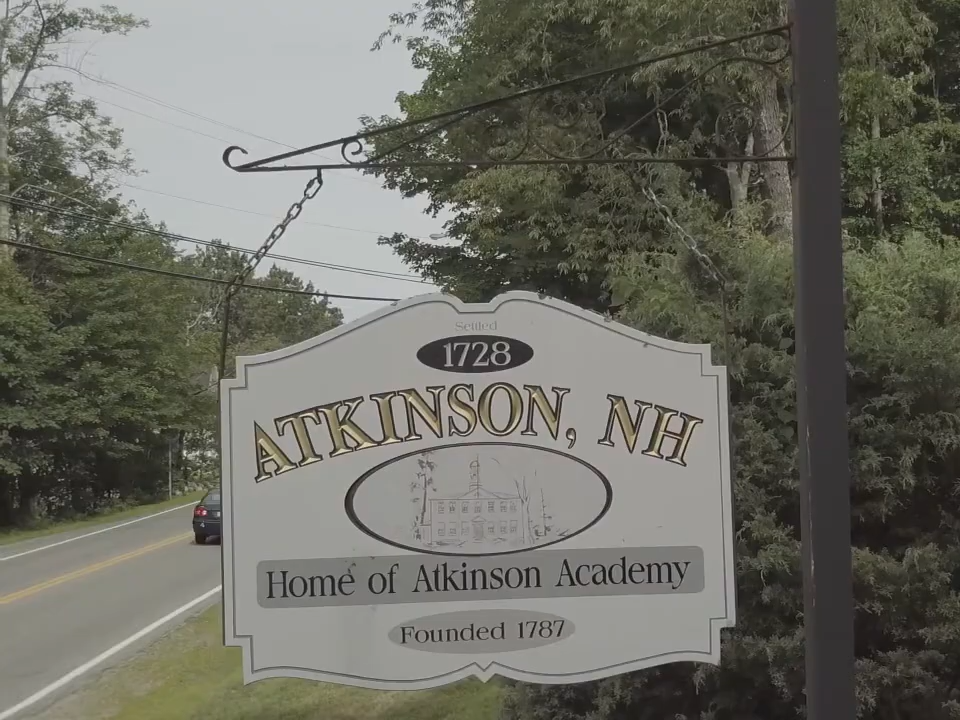 Settled
1728
ATKINSON, NH
Home of Atkinson Academy
Founded 1787